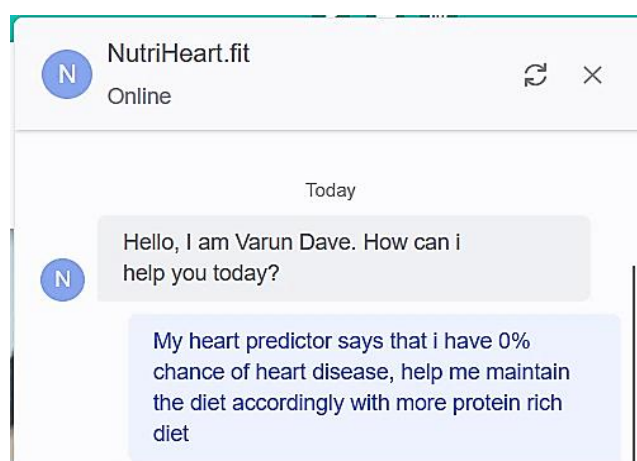 NutriHeart.fit
N
Online
Today
Hello, I am Varun Dave. How can i
help you today?
N
My heart predictor says that i have 0%
chance of heart disease, help me maintain
the diet accordingly with more protein rich
diet